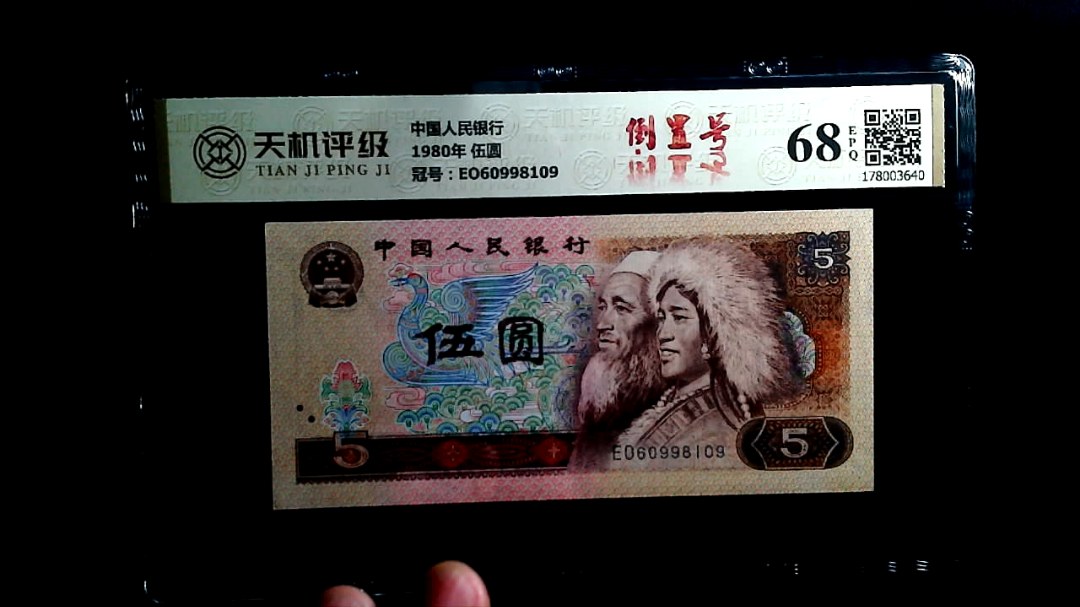 天机评级
TIAN JI PING JI
中国人民银行
1980年 伍圆
冠号：EO60998109
倒置号
68
EPQ
178003640
中国人民银行
5
伍圆
5
EO60998109
5